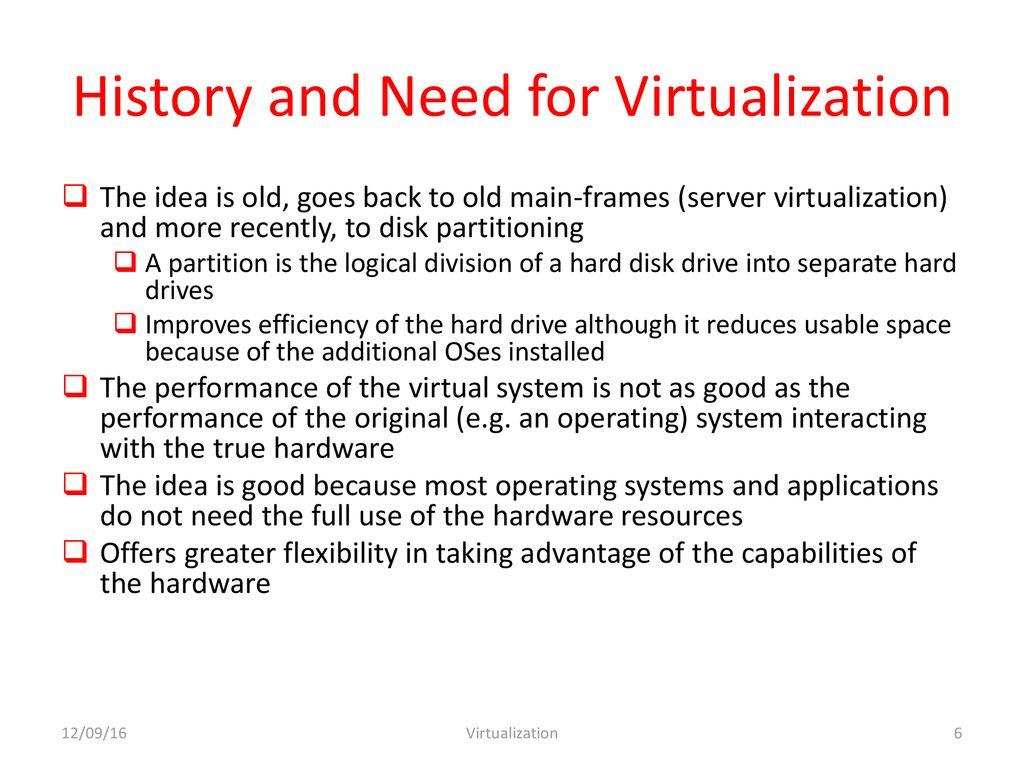 History and Need for Virtualization
The idea is old, goes back to old main-frames (server virtualization)
and more recently, to disk partitioning
A partition is the logical division of a hard disk drive into separate hard
drives
Improves efficiency of the hard drive although it reduces usable space
because of the additional OSes installed
The performance of the virtual system is not as good as the
performance of the original (e.g. an operating) system interacting
with the true hardware
The idea is good because most operating systems and applications
do not need the full use of the hardware resources
Offers greater flexibility in taking advantage of the capabilities of
the hardware
12/09/16
Virtualization
6